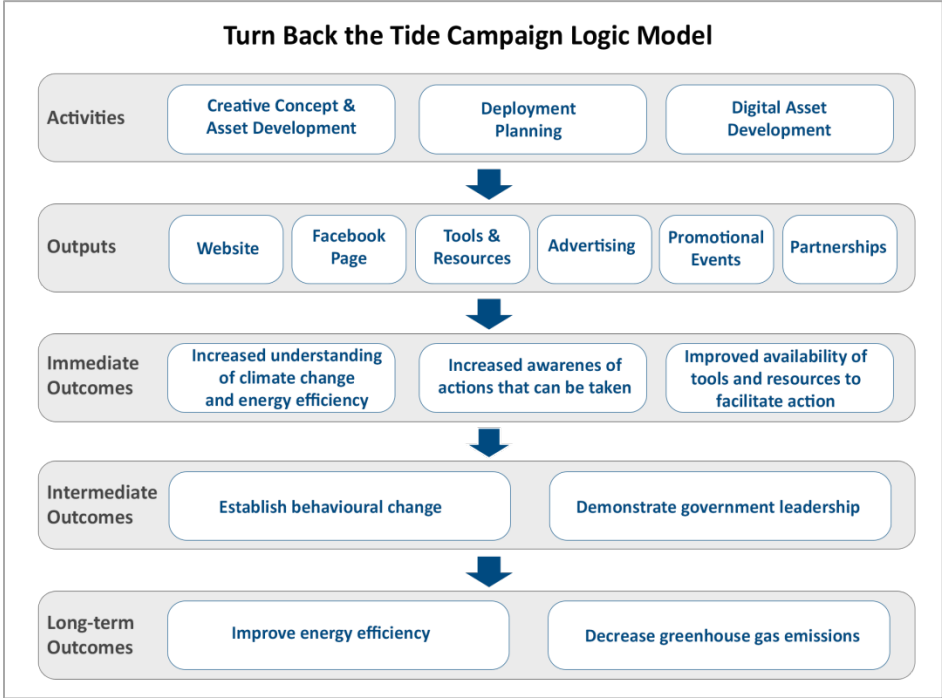 Turn Back the Tide Campaign Logic Model
Activities
Creative Concept &
Asset Development
Deployment
Planning
Digital Asset
Development
Outputs
Website
Facebook
Page
Tools &
Resources
Advertising
Promotional
Events
Partnerships
Immediate
Outcomes
Increased understanding
of climate change
and energy efficiency
Increased awarenes of
actions that can be taken
Improved availability of
tools and resources to
facilitate action
Intermediate
Outcomes
Establish behavioural change
Demonstrate government leadership
Long-term
Outcomes
Improve energy efficiency
Decrease greenhouse gas emissions